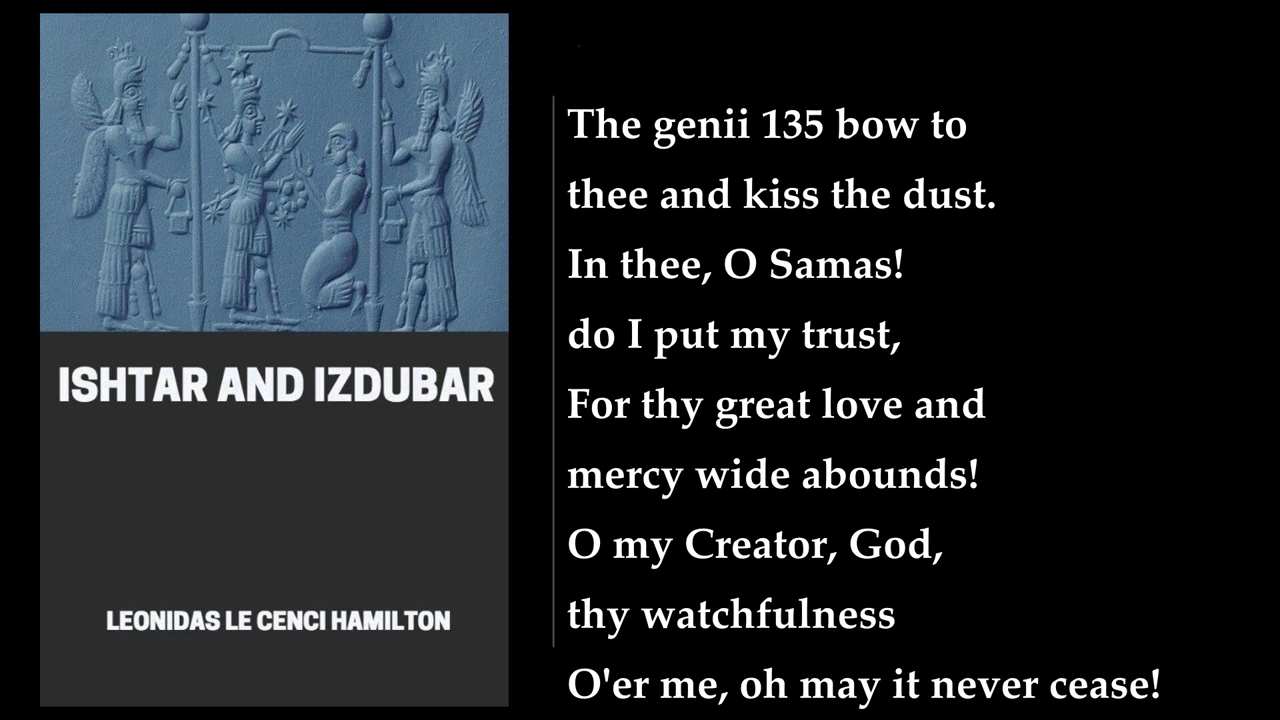 ISHTAR AND IZDUBAR
LEONIDAS LE CENCI HAMILTON
The genii 135 bow to
thee and kiss the dust.
In thee, O Samas!
do I put my trust,
For thy great love and
mercy wide abounds!
O my Creator, God,
thy watchfulness
O'er me, oh may it never cease!